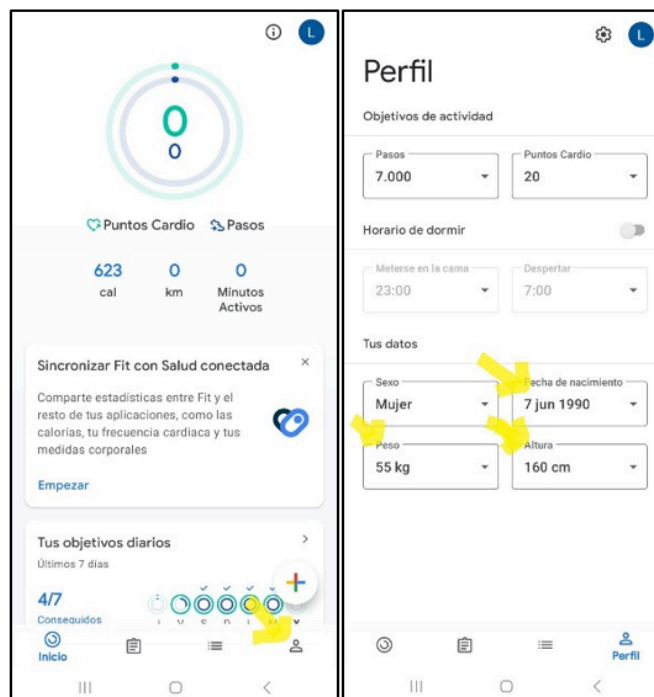 L
0
0
Puntos Cardio Pasos
623 0 0
cal km Minutos
Activos
Sincronizar Fit con Salud conectada
Comparte estadísticas entre Fit y el
resto de tus aplicaciones, como las
calorías, tu frecuencia cardiaca y tus
medidas corporales
Empezar
Tus objetivos diarios
Últimos 7 días
4/7
Conseguidos
J V S D L M X
Inicio
L
Perfil
Objetivos de actividad
Pasos Puntos Cardio
7.000 20
Horario de dormir
Meterse en la cama Despertar
23:00 7:00
Tus datos
Sexo Fecha de nacimiento
Mujer 7 jun 1990
Peso Altura
55 kg 160 cm
Perfil